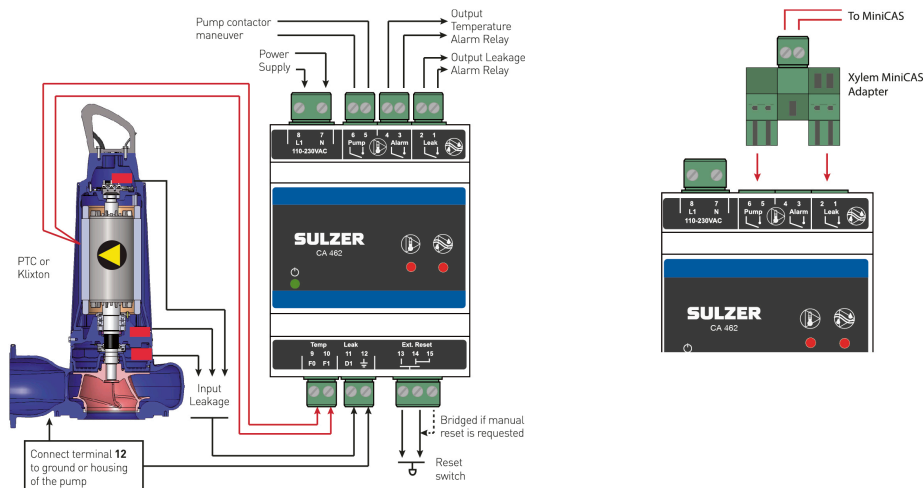 Pump contactor
maneuver
Output
Temperature
Alarm Relay
Power
Supply
Output Leakage
Alarm Relay
8 7 6 5 4 3 2 1
L1 N Pump Alarm Leak
110-230VAC
SULZER
CA 462
PTC or
Klixton
Temp Leak Ext. Reset
9 10 11 12 13 14 15
F0 F1 D1
Input
Leakage
Bridged if manual
reset is requested
Reset
switch
Connect terminal 12
to ground or housing
of the pump
To MiniCAS
Xylem MiniCAS
Adapter
8 7 6 5 4 3 2 1
L1 N Pump Alarm Leak
110-230VAC
SULZER
CA 462